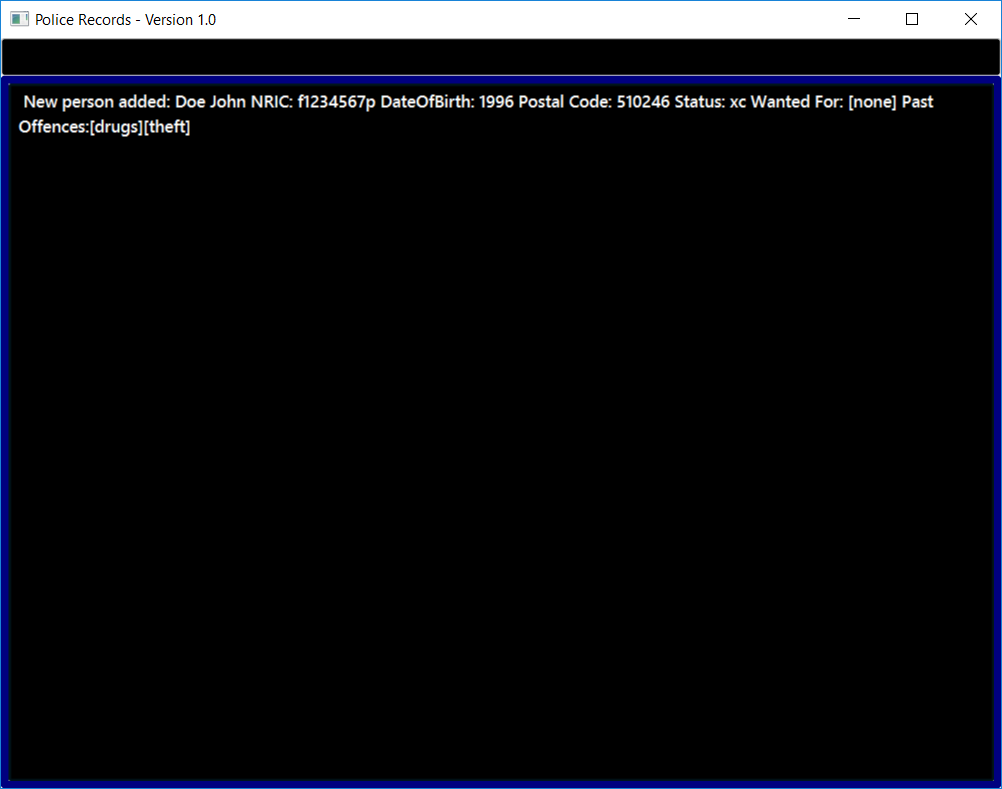 Police Records - Version 1.0
New person added: Doe John NRIC: f1234567p DateOfBirth: 1996 Postal Code: 510246 Status: xc Wanted For: [none] Past
Offences:[drugs][theft]